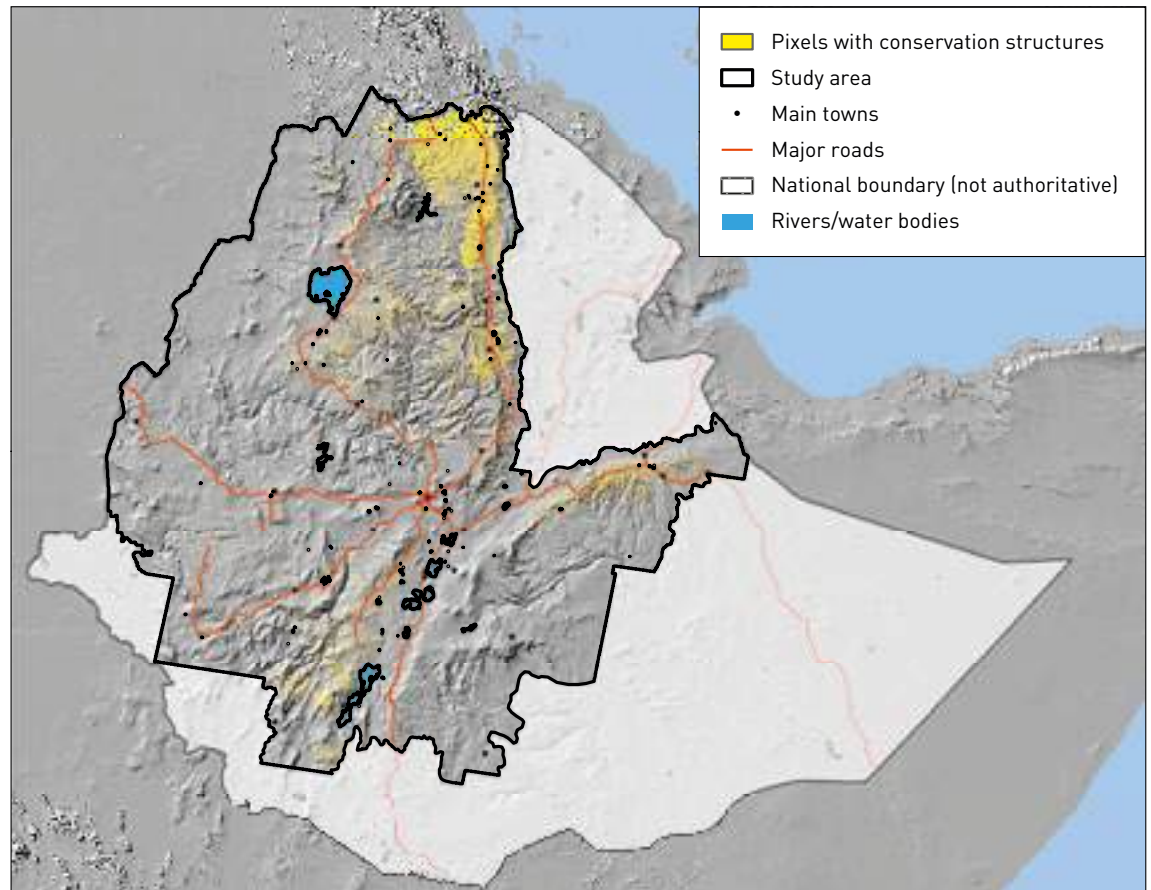 Pixels with conservation structures
Study area
Main towns
Major roads
National boundary (not authoritative)
Rivers/water bodies